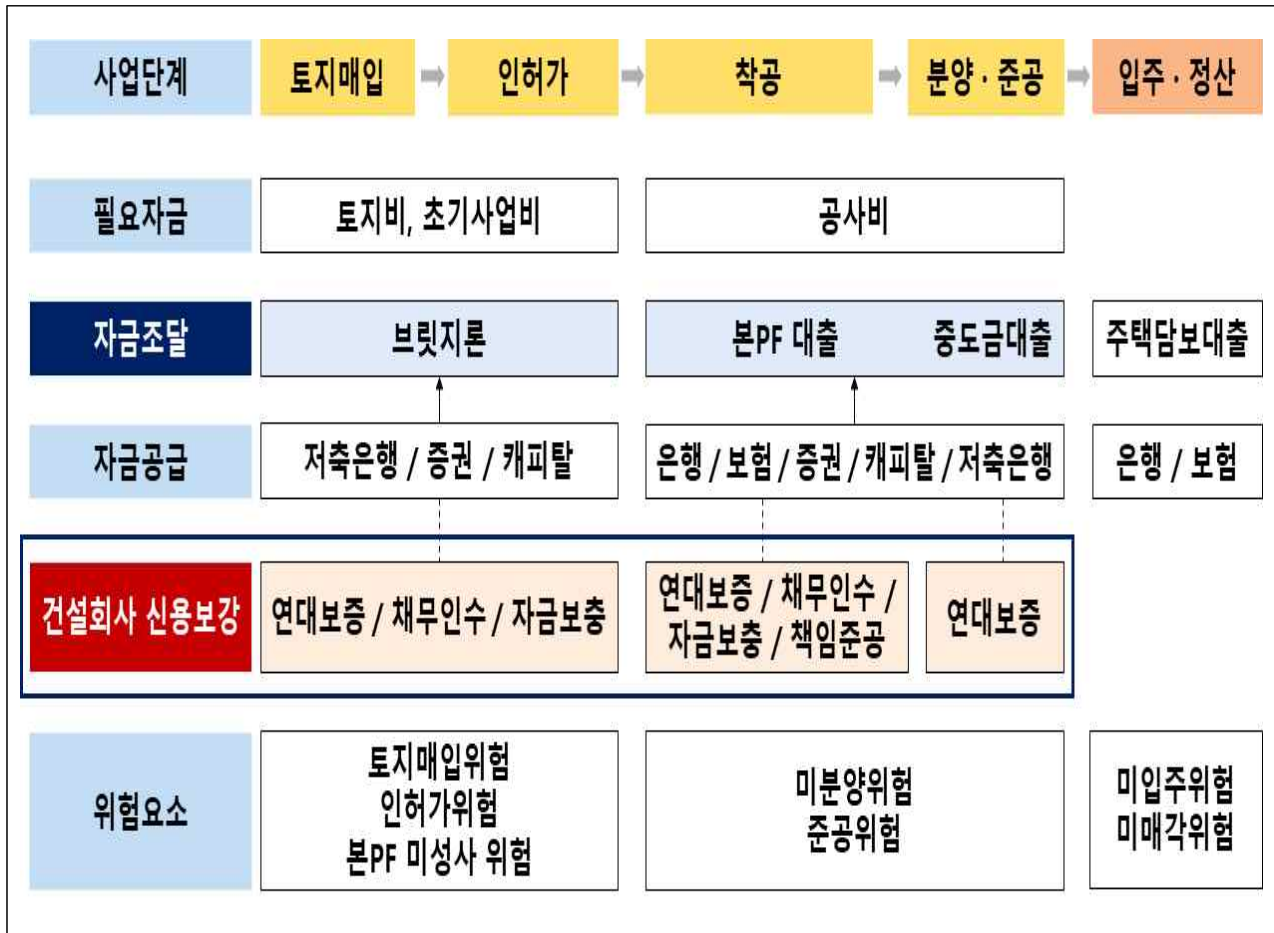 사업단계 토지매입 인허가 착공 분양·준공 입주·정산
필요자금 토지비, 초기사업비 공사비
자금조달 브릿지론 본PF 대출 중도금대출 주택담보대출
자금공급 저축은행 / 증권 / 캐피탈 은행 / 보험 / 증권 / 캐피탈 / 저축은행 은행 / 보험
건설회사 신용보강 연대보증 / 채무인수 / 자금보충
연대보증 / 채무인수 /
자금보충 / 책임준공
연대보증
위험요소
토지매입위험
인허가위험
본PF 미성사 위험
미분양위험
준공위험
미입주위험
미매각위험